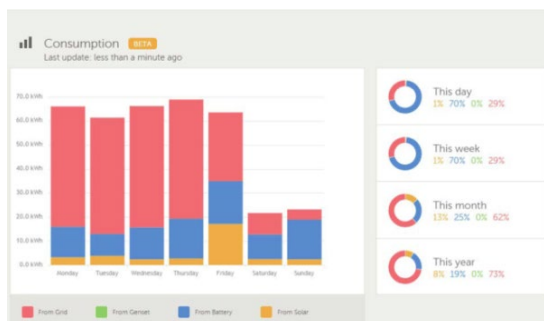 Consumption BETA
Last update: less than a minute ago
70.0 kWh
60.0 kWh
50.0 kWh
40.0 kWh
30.0 kWh
20.0 kWh
10.0 kWh
0.0 kWh
Monday Tuesday Wednesday Thursday Friday Saturday Sunday
From Grid From Genset From Battery From Solar
This day
1% 70% 0% 29%
This week
1% 70% 0% 29%
This month
13% 25% 0% 62%
This year
8% 19% 0% 73%